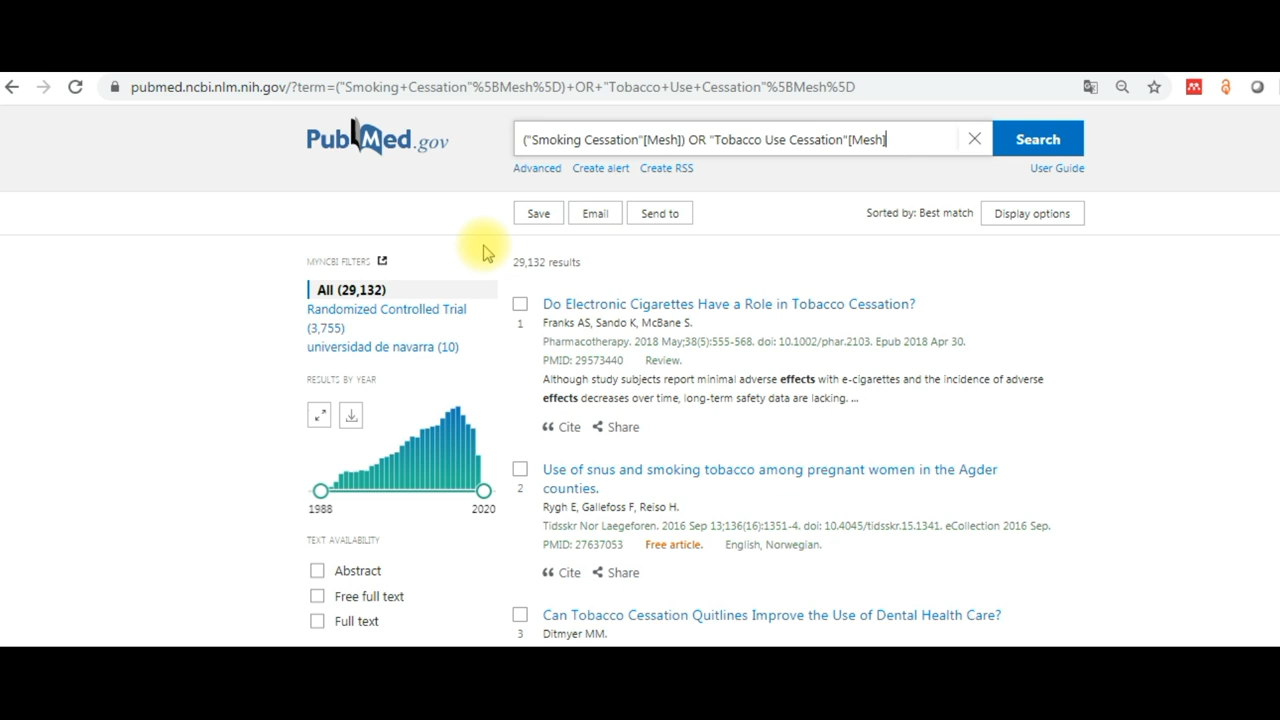 pubmed.ncbi.nlm.nih.gov/?term=("Smoking+Cessation"%5BMesh%5D)+OR+"Tobacco+Use+Cessation"%5BMesh%5D
PubMed.gov
("Smoking Cessation"[Mesh]) OR "Tobacco Use Cessation"[Mesh]
Search
Advanced Create alert Create RSS
User Guide
Save Email Send to
Sorted by: Best match Display options
MYNCBI FILTERS
29,132 results
All (29,132)
Randomized Controlled Trial
(3,755)
universidad de navarra (10)
RESULTS BY YEAR
1988 2020
TEXT AVAILABILITY
Abstract
Free full text
Full text
Do Electronic Cigarettes Have a Role in Tobacco Cessation?
1 Franks AS, Sando K, McBane S.
Pharmacotherapy. 2018 May;38(5):555-568. doi: 10.1002/phar.2103. Epub 2018 Apr 30.
PMID: 29573440 Review.
Although study subjects report minimal adverse effects with e-cigarettes and the incidence of adverse
effects decreases over time, long-term safety data are lacking. ...
Cite Share
Use of snus and smoking tobacco among pregnant women in the Agder
2 counties.
Rygh E, Gallefoss F, Reiso H.
Tidsskr Nor Laegeforen. 2016 Sep 13;136(16):1351-4. doi: 10.4045/tidsskr.15.1341. eCollection 2016 Sep.
PMID: 27637053 Free article. English, Norwegian.
Cite Share
Can Tobacco Cessation Quitlines Improve the Use of Dental Health Care?
3 Ditmyer MM.